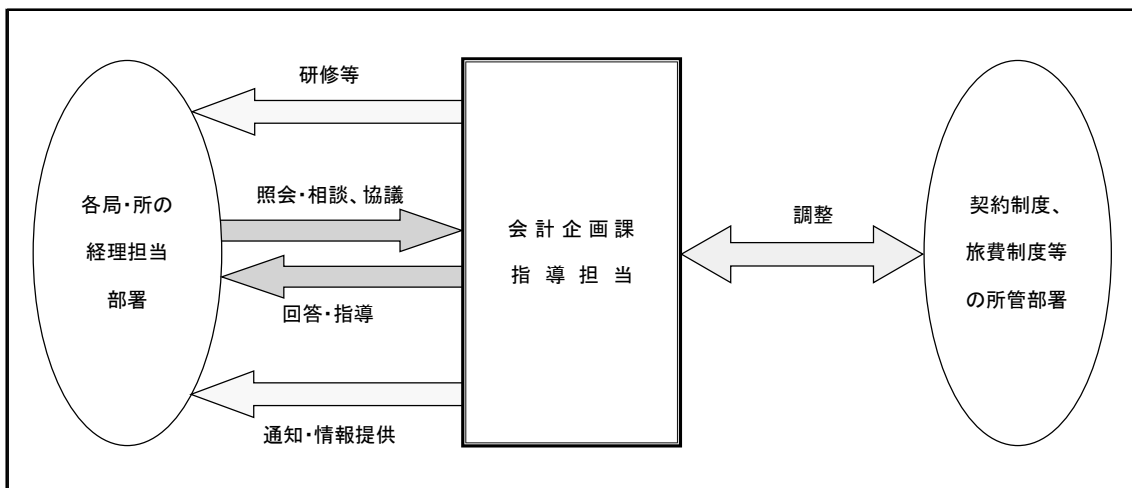 研修等
照会・相談、協議
各局・所の
経理担当
部署
回答・指導
通知・情報提供
会計企画課
指導担当
調整
契約制度、
旅費制度等
の所管部署